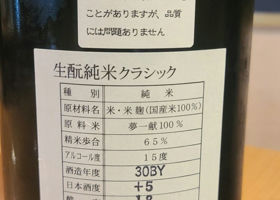 ことがありますが、品質
には問題ありません
生酛純米クラシック
種別 純米
原材料名 米・米麹(国産米100%)
原料米 夢一献100%
精米歩合 65%
アルコール度 15度
酒造年度 30BY
日本酒度 +5
酸